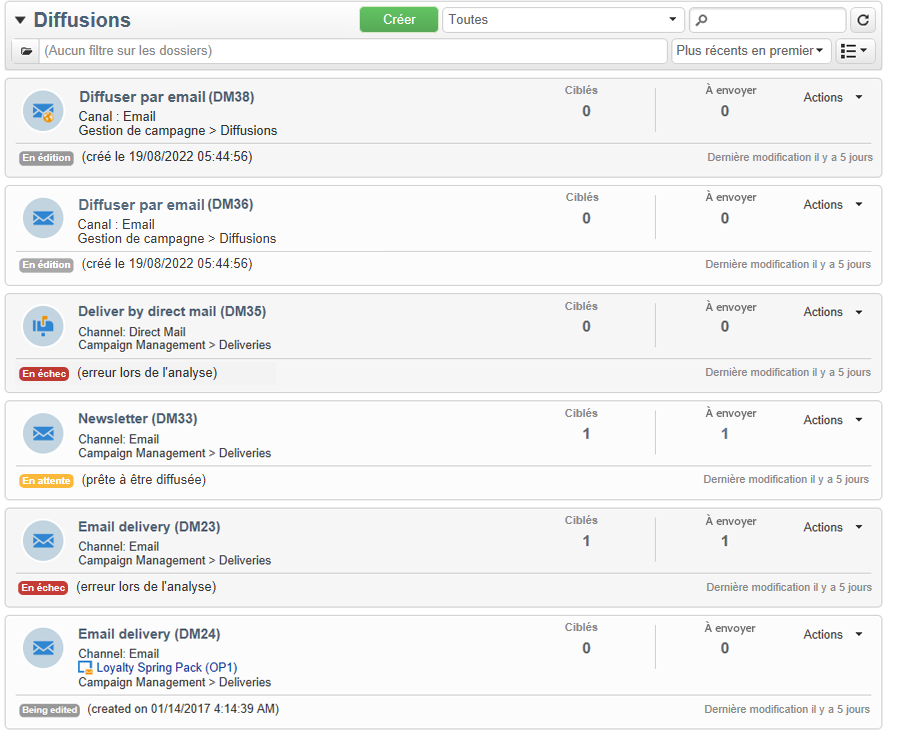 Diffusions Créer Toutes
(Aucun filtre sur les dossiers) Plus récents en premier
Diffuser par email (DM38) Ciblés À envoyer Actions
Canal : Email 0 0
Gestion de campagne > Diffusions
En édition (créé le 19/08/2022 05:44:56) Dernière modification il y a 5 jours
Diffuser par email (DM36) Ciblés À envoyer Actions
Canal : Email 0 0
Gestion de campagne > Diffusions
En édition (créé le 19/08/2022 05:44:56) Dernière modification il y a 5 jours
Deliver by direct mail (DM35) Ciblés À envoyer Actions
Channel: Direct Mail 0 0
Campaign Management > Deliveries
En échec (erreur lors de l'analyse) Dernière modification il y a 5 jours
Newsletter (DM33) Ciblés À envoyer Actions
Channel: Email 1 1
Campaign Management > Deliveries
En attente (prête à être diffusée) Dernière modification il y a 5 jours
Email delivery (DM23) Ciblés À envoyer Actions
Channel: Email 1 1
Campaign Management > Deliveries
En échec (erreur lors de l'analyse) Dernière modification il y a 5 jours
Email delivery (DM24) Ciblés À envoyer Actions
Channel: Email 0 0
Loyalty Spring Pack (OP1)
Campaign Management > Deliveries
Being edited (created on 01/14/2017 4:14:39 AM) Dernière modification il y a 5 jours